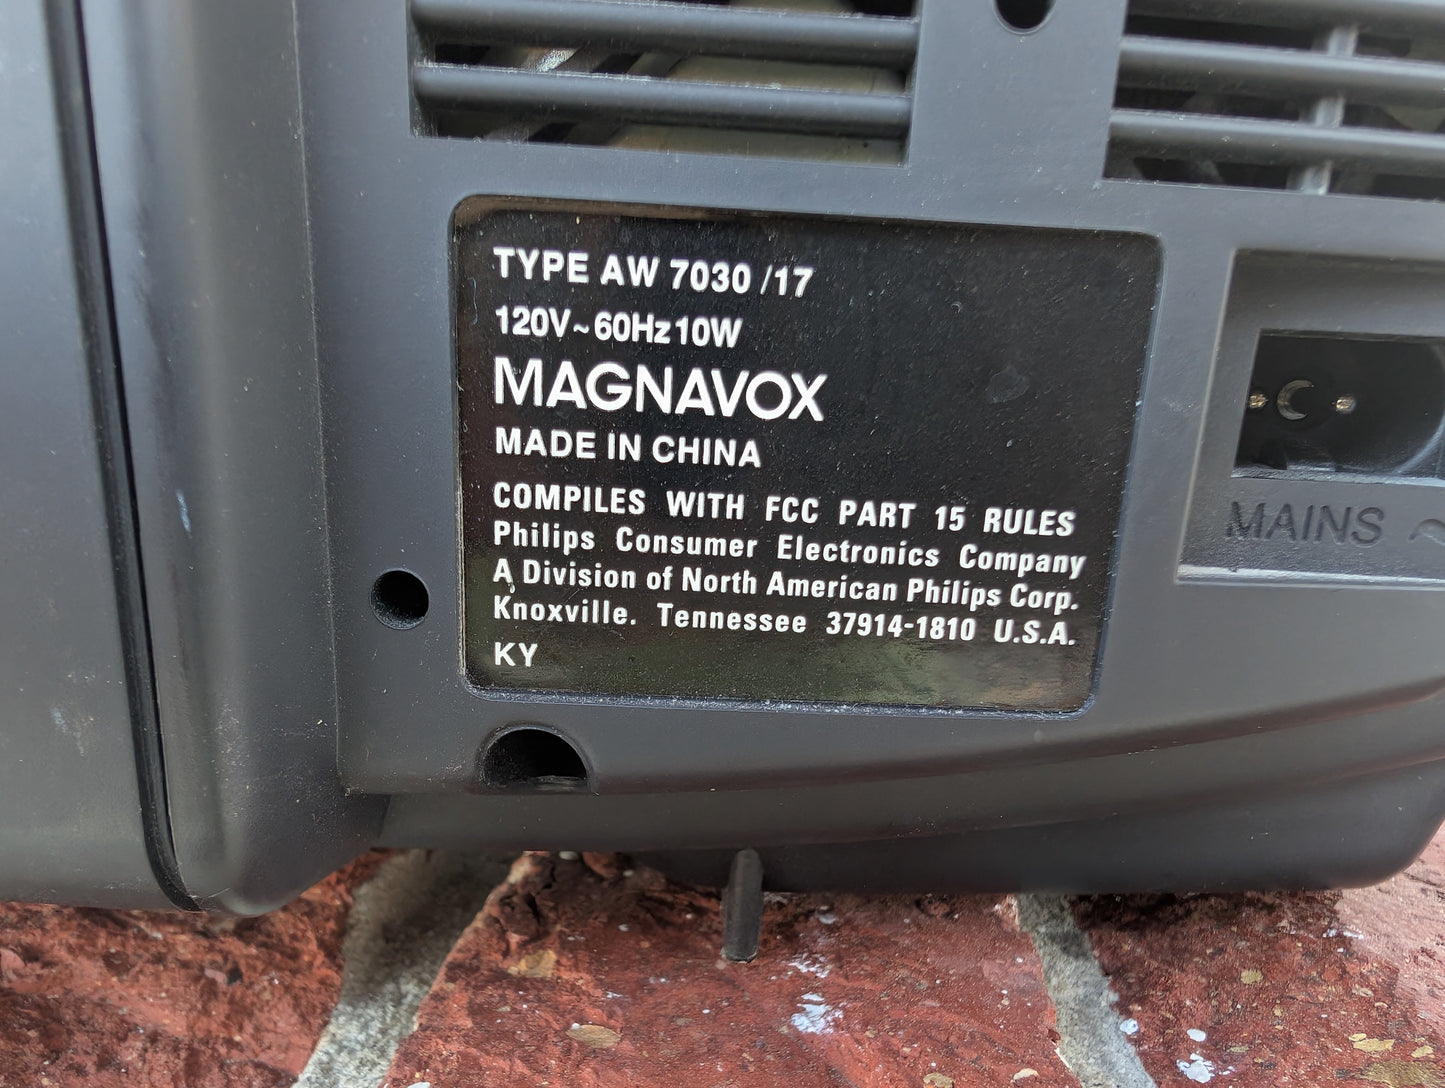 TYPE AW 7030 /17
120V~60Hz 10W
MAGNAVOX
MADE IN CHINA
COMPILES WITH FCC PART 15 RULES
Philips Consumer Electronics Company
A Division of North American Philips Corp.
Knoxville. Tennessee 37914-1810 U.S.A.
KY
MAINS ~